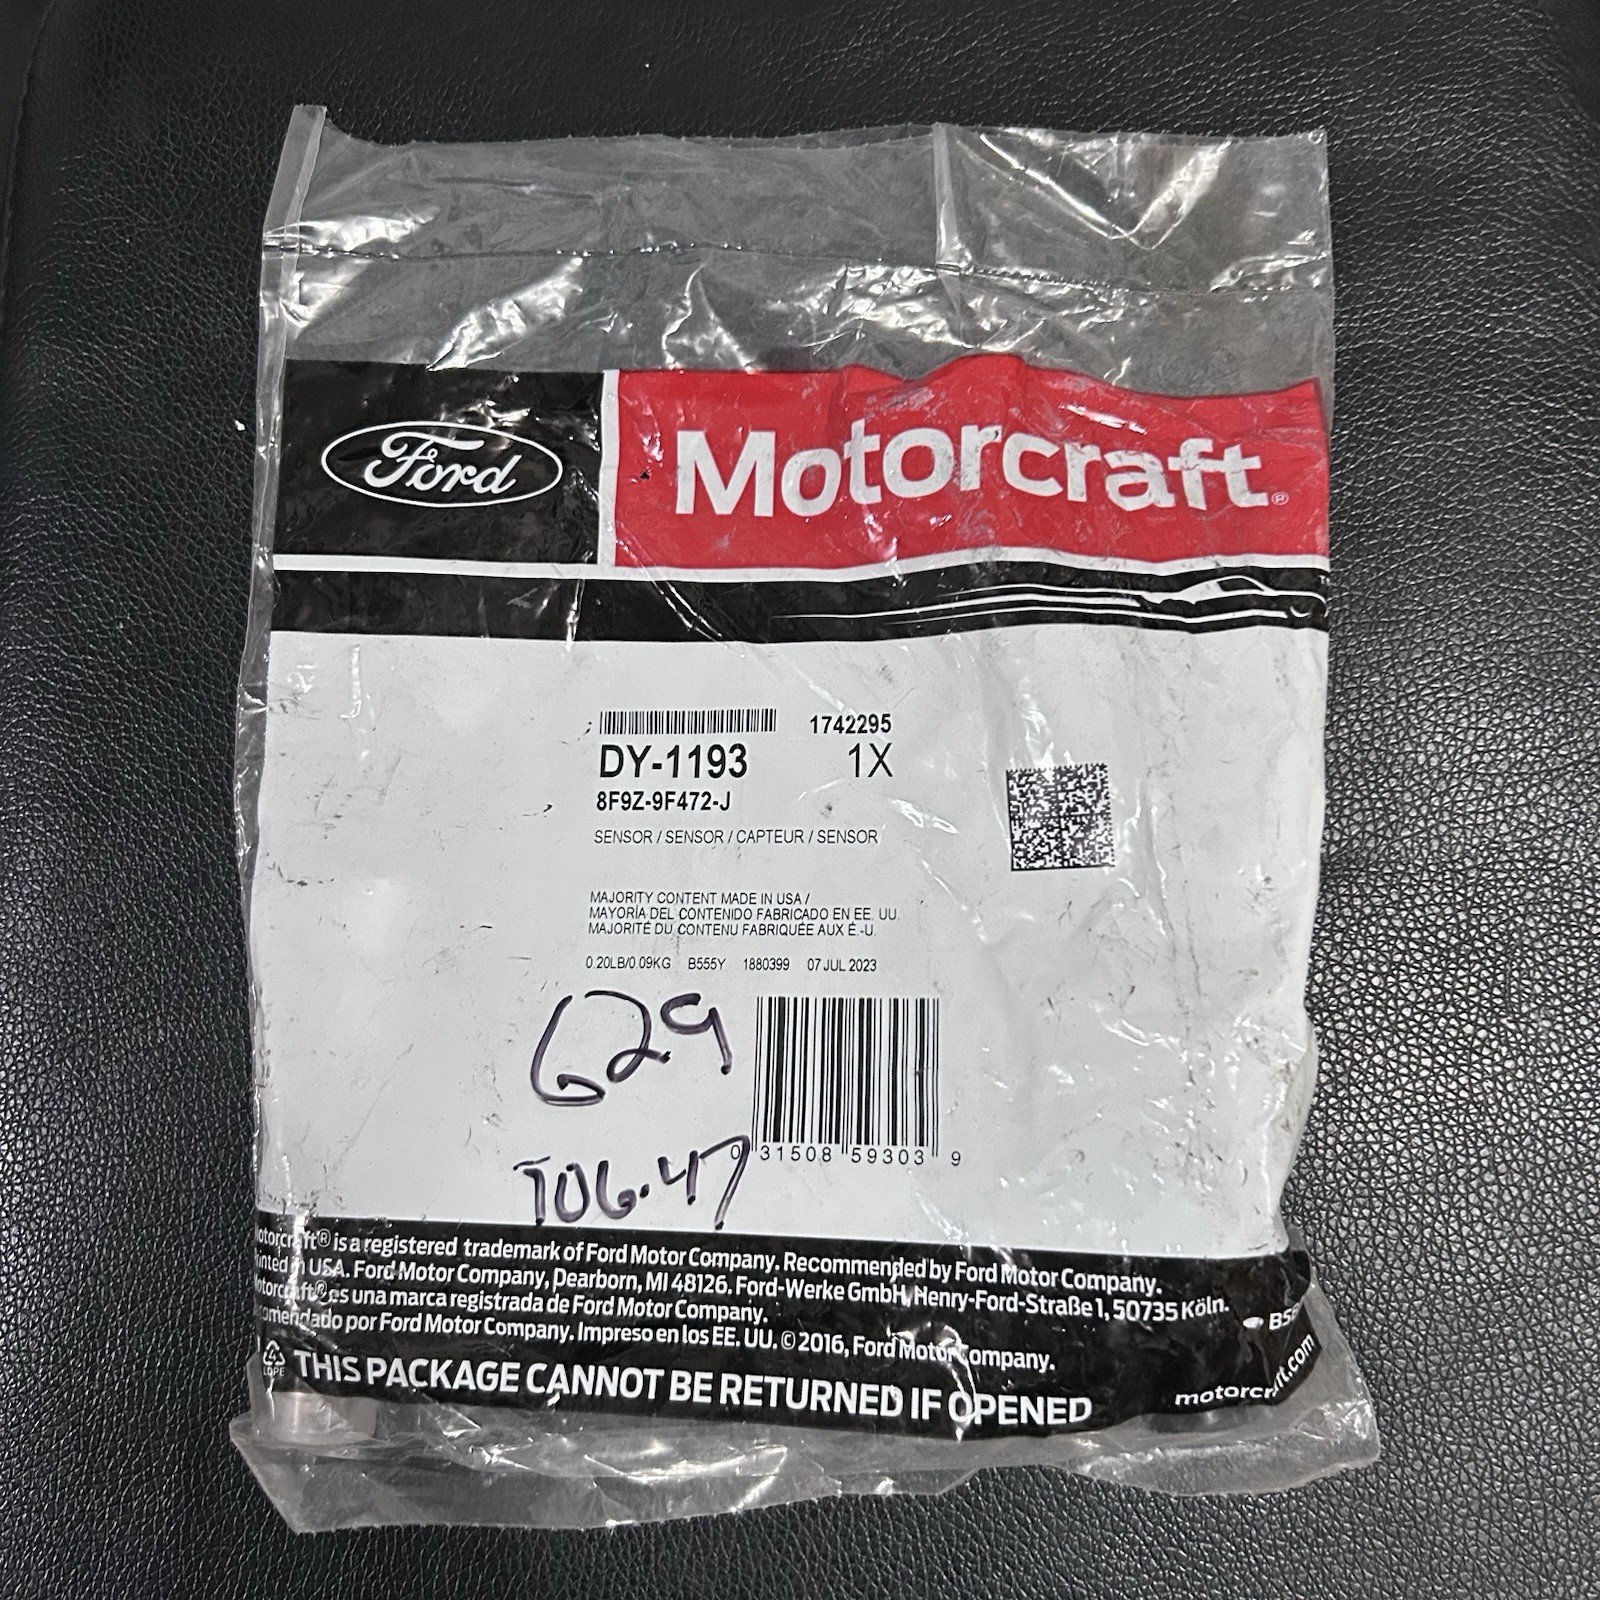 Ford Motorcraft®
1742295
DY-1193 1X
8F9Z-9F472-J
SENSOR / SENSOR / CAPTEUR / SENSOR
MAJORITY CONTENT MADE IN USA /
MAYORÍA DEL CONTENIDO FABRICADO EN EE. UU.
MAJORITÉ DU CONTENU FABRIQUÉE AUX É.-U.
0.20LB/0.09KG B555Y 1880399 07 JUL 2023
629
0 31508 59303 9
106.47
otorcraft® is a registered trademark of Ford Motor Company. Recommended by Ford Motor Company.
inted in USA. Ford Motor Company, Dearborn, MI 48126. Ford-Werke GmbH, Henry-Ford-Straße 1, 50735 Köln.
Motorcraft® es una marca registrada de Ford Motor Company.
omendado por Ford Motor Company. Impreso en los EE. UU. © 2016, Ford Motor Company.
LDPE
THIS PACKAGE CANNOT BE RETURNED IF OPENED
motorcraft.com